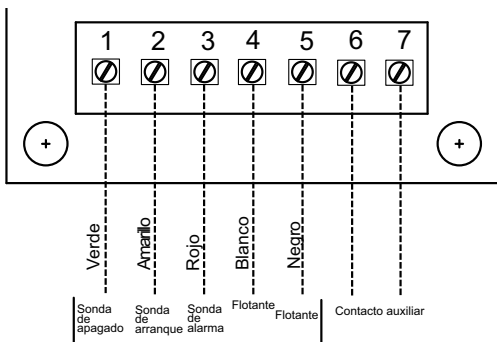 1 2 3 4 5 6 7
Verde
Amarillo
Rojo
Blanco
Negro
Sonda
de
apagado
Sonda
de
arranque
Sonda
de
alarma
Flotante
Flotante
Contacto auxiliar